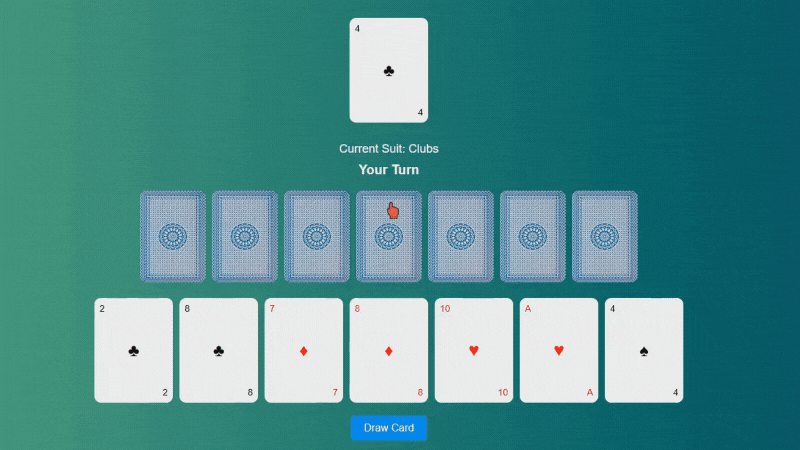 4
♣
4
Current Suit: Clubs
Your Turn
2 8 7 8 10 A 4
♣ ♣ ♦ ♦ ♥ ♥ ♠
2 8 7 8 10 A 4
Draw Card